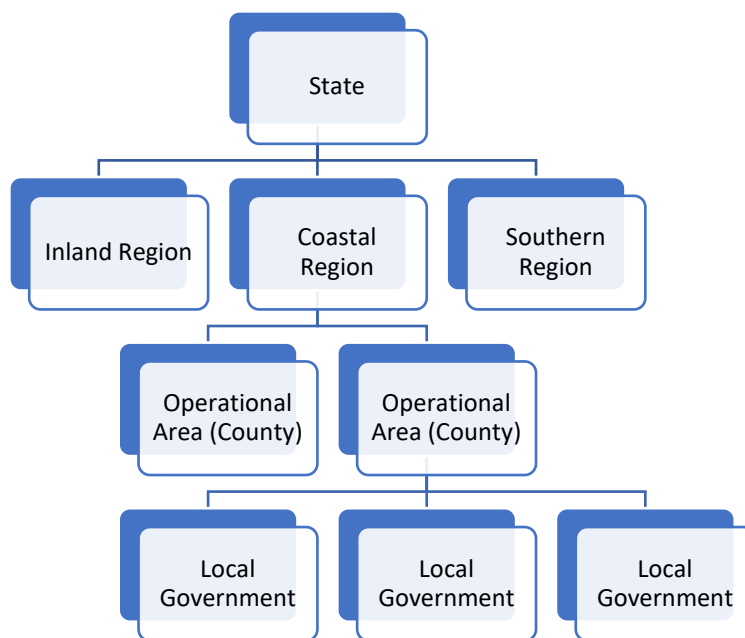 State
Inland Region
Coastal
Region
Southern
Region
Operational
Area (County)
Operational
Area (County)
Local
Government
Local
Government
Local
Government